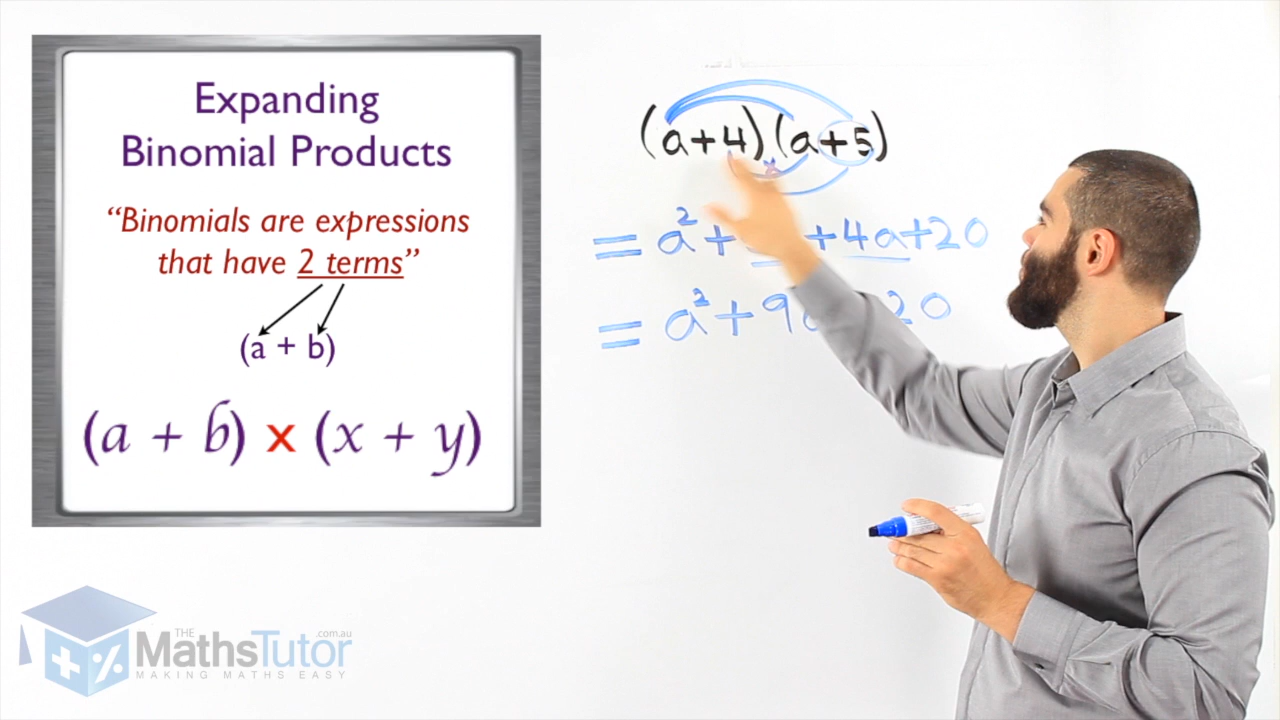 Expanding
Binomial Products
“Binomials are expressions
that have 2 terms”
(a + b)
(a + b) x (x + y)
(a+4)(a+5)
= a² + + 4a+20
= a² + 9 20
THE MathsTutor .com.au
MAKING MATHS EASY